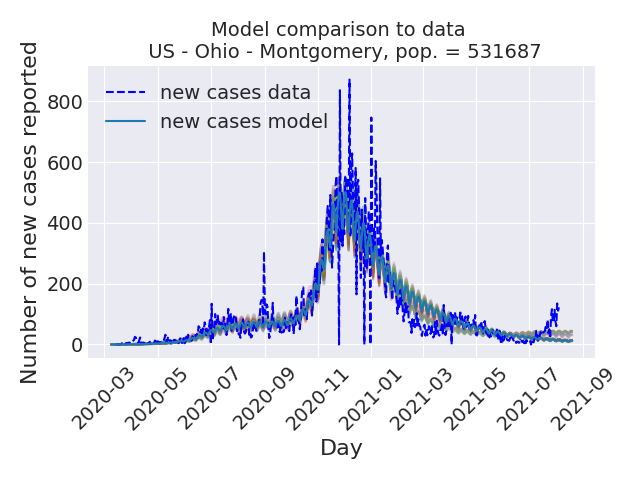 Model comparison to data
US - Ohio - Montgomery, pop. = 531687
Number of new cases reported
800
600
400
200
0
new cases data
new cases model
2020-03
2020-05
2020-07
2020-09
2020-11
2021-01
2021-03
2021-05
2021-07
2021-09
Day